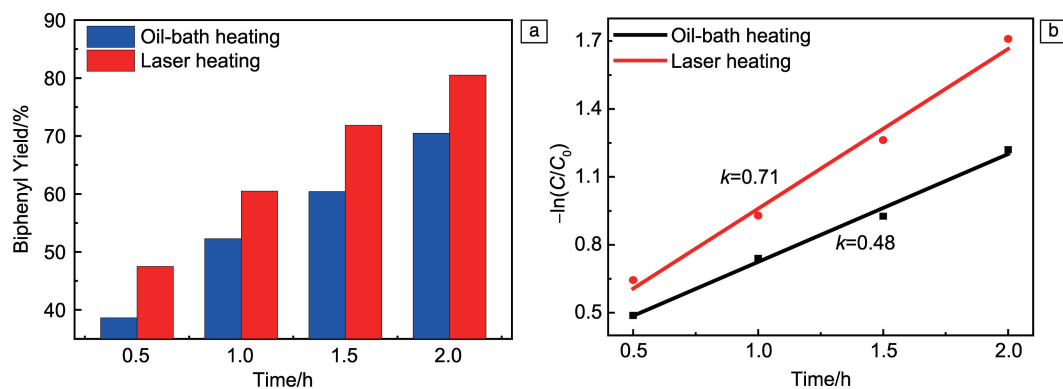 a
Oil-bath heating
Laser heating
90
80
70
60
50
40
Biphenyl Yield/%
0.5 1.0 1.5 2.0
Time/h
b
Oil-bath heating
Laser heating
1.7
1.4
1.1
0.8
0.5
−ln(C/C₀)
k=0.71
k=0.48
0.5 1.0 1.5 2.0
Time/h